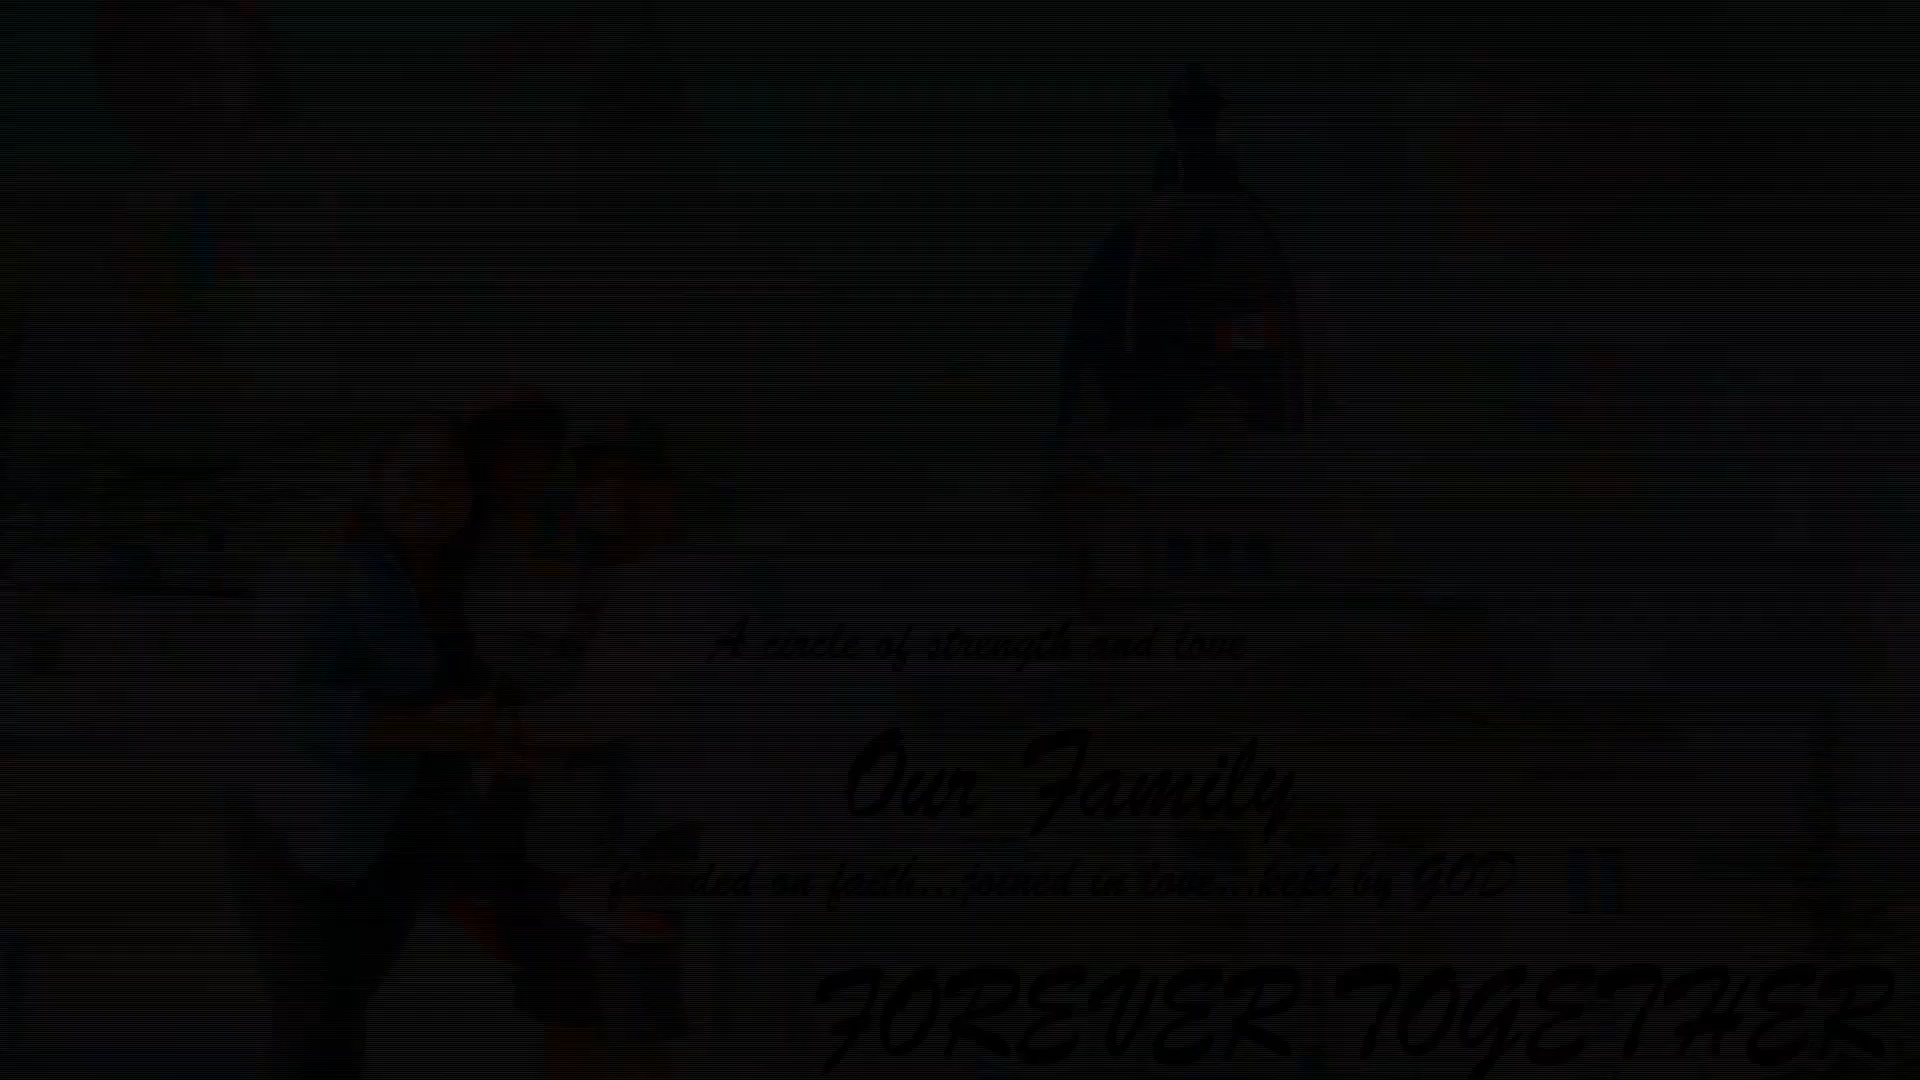 A circle of strength and love
Our Family
founded on faith... joined in love... kept by GOD
FOREVER TOGETHER